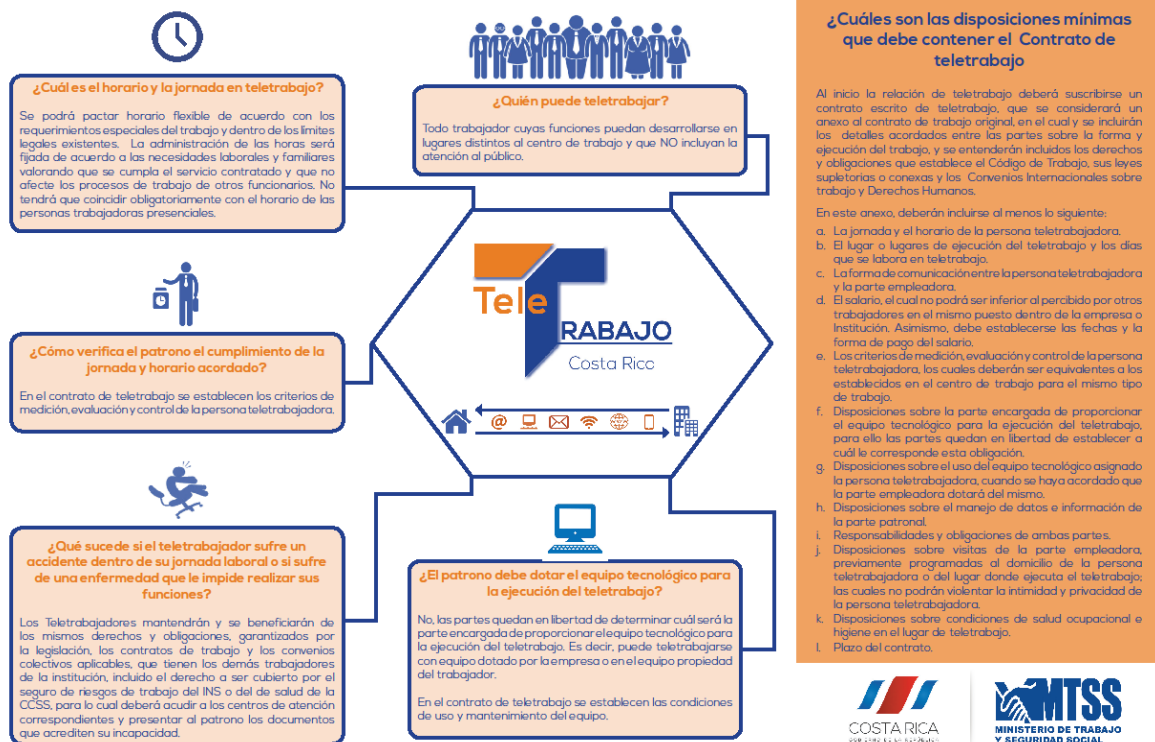 ¿Cuál es el horario y la jornada en teletrabajo?
Se podrá pactar horario flexible de acuerdo con los
requerimientos especiales del trabajo y dentro de los límites
legales existentes. La administración de las horas será
fijada de acuerdo a las necesidades laborales y familiares
valorando que se cumpla el servicio contratado y que no
afecte los procesos de trabajo de otros funcionarios. No
tendrá que coincidir obligatoriamente con el horario de las
personas trabajadoras presenciales.
¿Quién puede teletrabajar?
Todo trabajador cuyas funciones puedan desarrollarse en
lugares distintos al centro de trabajo y que NO incluyan la
atención al público.
¿Cómo verifica el patrono el cumplimiento de la
jornada y horario acordado?
En el contrato de teletrabajo se establecen los criterios de
medición, evaluación y control de la persona teletrabajadora.
Tele
TRABAJO
Costa Rica
@
¿Qué sucede si el teletrabajador sufre un
accidente dentro de su jornada laboral o si sufre
de una enfermedad que le impide realizar sus
funciones?
Los Teletrabajadores mantendrán y se beneficiarán de
los mismos derechos y obligaciones, garantizados por
la legislación, los contratos de trabajo y los convenios
colectivos aplicables, que tienen los demás trabajadores
de la institución, incluido el derecho a ser cubierto por el
seguro de riesgos de trabajo del INS o del de salud de la
CCSS, para lo cual deberá acudir a los centros de atención
correspondientes y presentar al patrono los documentos
que acrediten su incapacidad.
¿El patrono debe dotar el equipo tecnológico para
la ejecución del teletrabajo?
No, las partes quedan en libertad de determinar cuál será la
parte encargada de proporcionar el equipo tecnológico para
la ejecución del teletrabajo. Es decir, puede teletrabajarse
con equipo dotado por la empresa o en el equipo propiedad
del trabajador.
En el contrato de teletrabajo se establecen las condiciones
de uso y mantenimiento del equipo.
¿Cuáles son las disposiciones mínimas
que debe contener el Contrato de
teletrabajo
Al inicio la relación de teletrabajo deberá suscribirse un
contrato escrito de teletrabajo, que se considerará un
anexo al contrato de trabajo original, en el cual y se incluirán
los detalles acordados entre las partes sobre la forma y
ejecución del trabajo, y se entenderán incluidos los derechos
y obligaciones que establece el Código de Trabajo, sus leyes
supletorias o conexas y los Convenios Internacionales sobre
trabajo y Derechos Humanos.
En este anexo, deberán incluirse al menos lo siguiente:
a. La jornada y el horario de la persona teletrabajadora.
b. El lugar o lugares de ejecución del teletrabajo y los días
que se labora en teletrabajo.
c. La forma de comunicación entre la persona teletrabajadora
y la parte empleadora.
d. El salario, el cual no podrá ser inferior al percibido por otros
trabajadores en el mismo puesto dentro de la empresa o
Institución. Asimismo, debe establecerse las fechas y la
forma de pago del salario.
e. Los criterios de medición, evaluación y control de la persona
teletrabajadora, los cuales deberán ser equivalentes a los
establecidos en el centro de trabajo para el mismo tipo
de trabajo.
f. Disposiciones sobre la parte encargada de proporcionar
el equipo tecnológico para la ejecución del teletrabajo,
para ello las partes quedan en libertad de establecer a
cuál le corresponde esta obligación.
g. Disposiciones sobre el uso del equipo tecnológico asignado
la persona teletrabajadora, cuando se haya acordado que
la parte empleadora dotará del mismo.
h. Disposiciones sobre el manejo de datos e información de
la parte patronal.
i. Responsabilidades y obligaciones de ambas partes.
j. Disposiciones sobre visitas de la parte empleadora,
previamente programadas al domicilio de la persona
teletrabajadora o del lugar donde ejecuta el teletrabajo;
las cuales no podrán violentar la intimidad y privacidad de
la persona teletrabajadora.
k. Disposiciones sobre condiciones de salud ocupacional e
higiene en el lugar de teletrabajo.
l. Plazo del contrato.
COSTA RICA
GOBIERNO DE LA REPÚBLICA
MTSS
MINISTERIO DE TRABAJO
Y SEGURIDAD SOCIAL